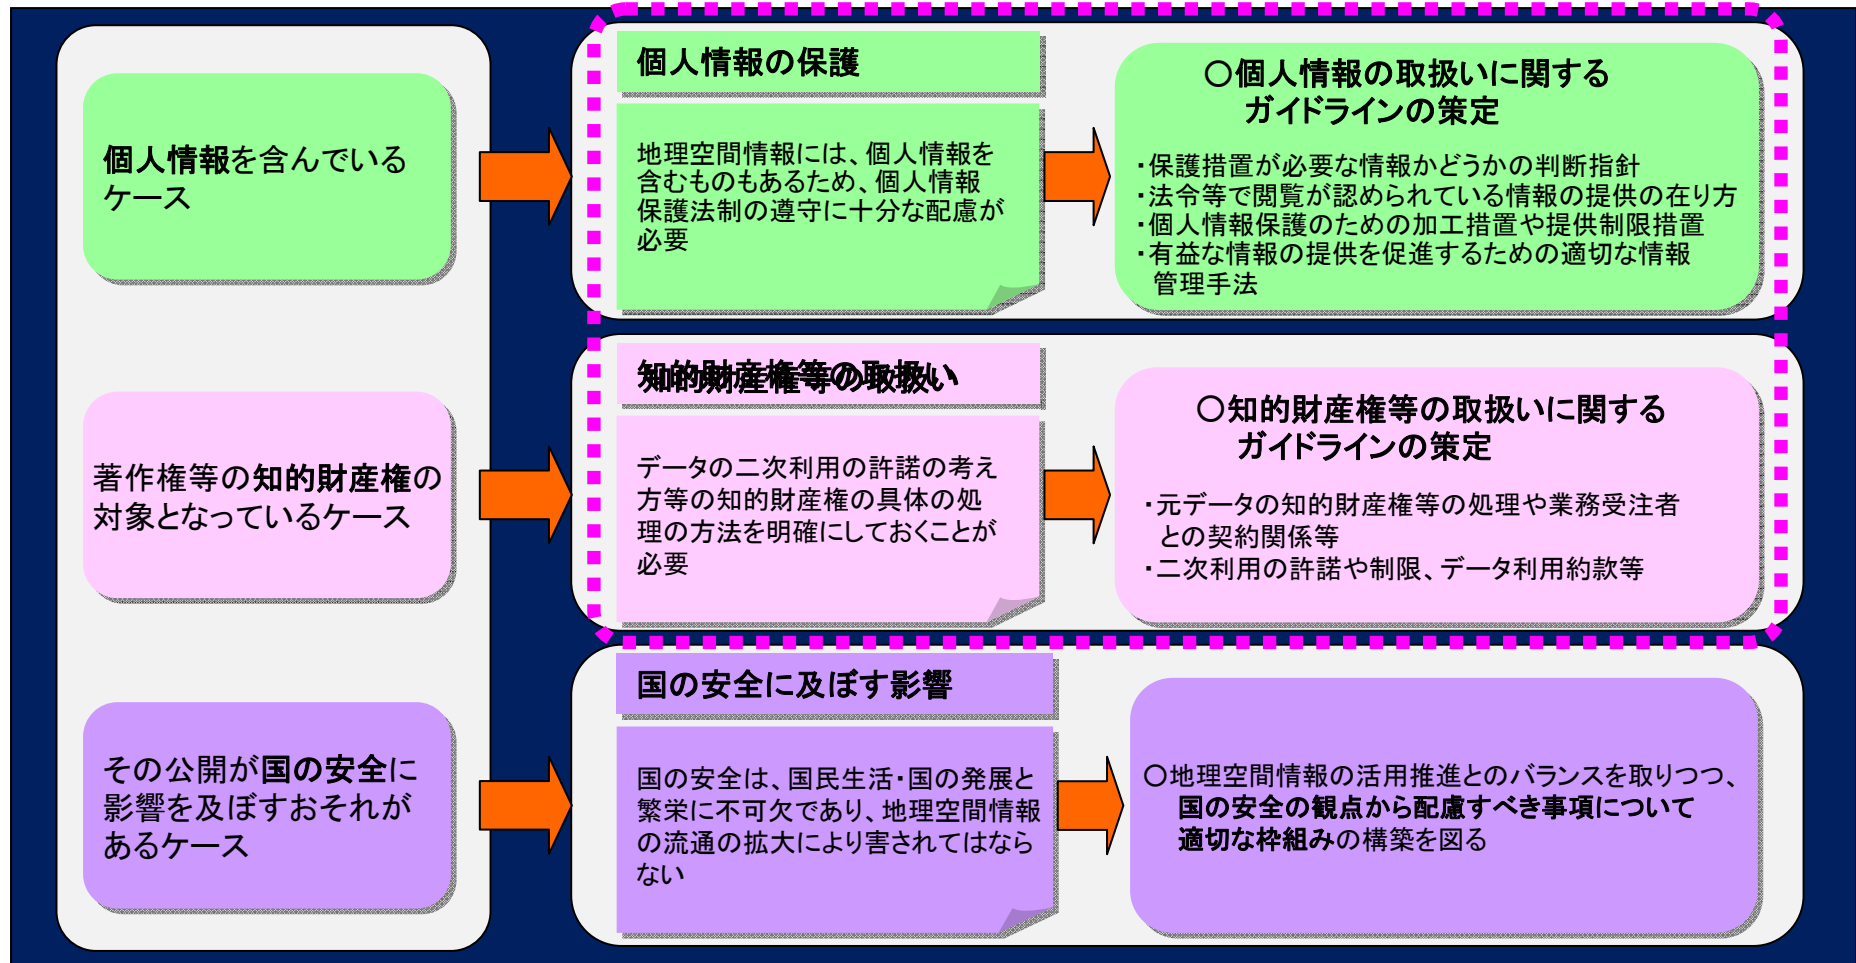 個人情報を含んでいる
ケース
個人情報の保護
地理空間情報には、個人情報を
含むものもあるため、個人情報
保護法制の遵守に十分な配慮が
必要
〇個人情報の取扱いに関する
ガイドラインの策定
・保護措置が必要な情報かどうかの判断指針
・法令等で閲覧が認められている情報の提供の在り方
・個人情報保護のための加工措置や提供制限措置
・有益な情報の提供を促進するための適切な情報
管理手法
著作権等の知的財産権の
対象となっているケース
知的財産権等の取扱い
知的財産権等の取扱い
データの二次利用の許諾の考え
方等の知的財産権の具体の処
理の方法を明確にしておくことが
必要
〇知的財産権等の取扱いに関する
ガイドラインの策定
・元データの知的財産権等の処理や業務受注者
との契約関係等
・二次利用の許諾や制限、データ利用約款等
その公開が国の安全に
影響を及ぼすおそれが
あるケース
国の安全に及ぼす影響
国の安全は、国民生活・国の発展と
繁栄に不可欠であり、地理空間情報
の流通の拡大により害されてはなら
ない
〇地理空間情報の活用推進とのバランスを取りつつ、
国の安全の観点から配慮すべき事項について
適切な枠組みの構築を図る